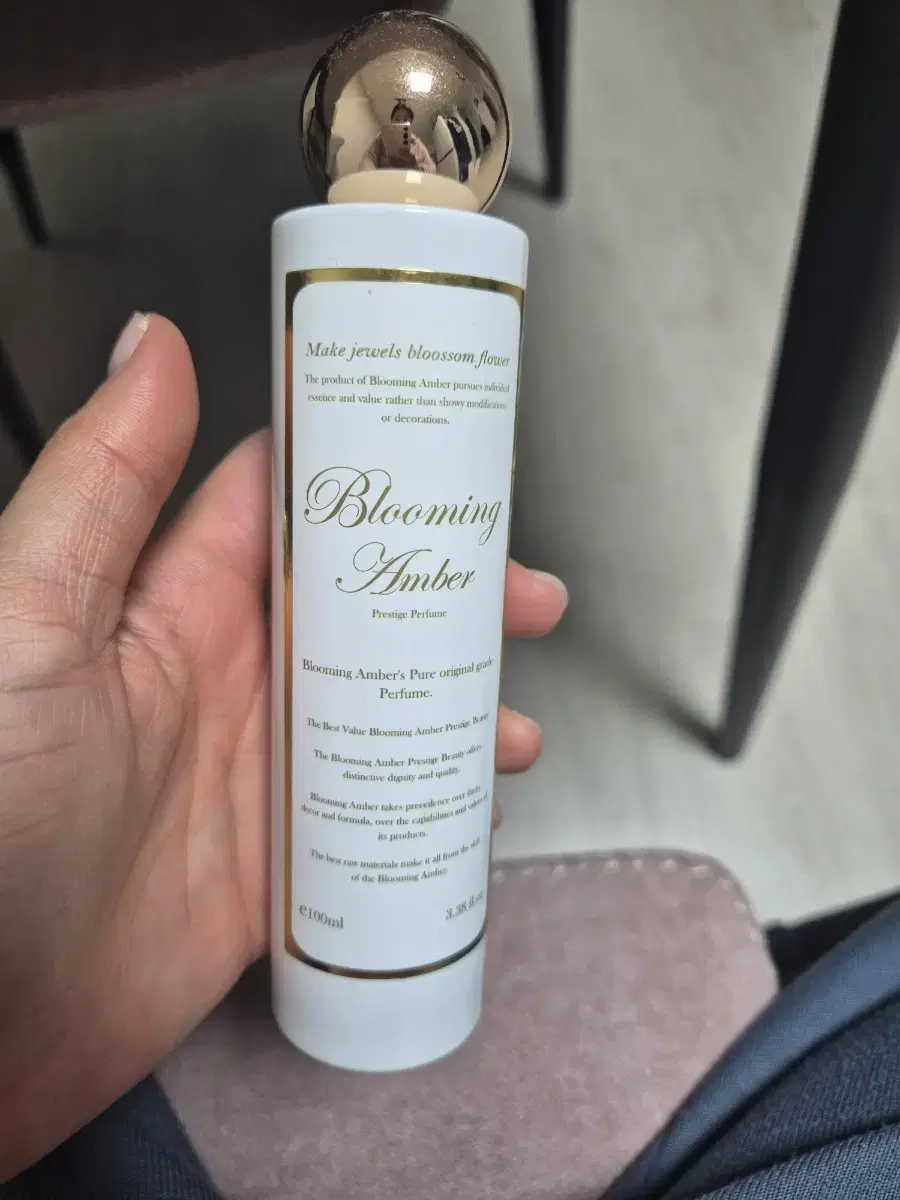 Make jewels bloossom flower
The product of Blooming Amber pursues individual
essence and value rather than showy modifications
or decorations.
Blooming
Amber
Prestige Perfume
Blooming Amber's Pure original grade
Perfume.
The Best Value Blooming Amber Prestige Beauty
The Blooming Amber Prestige Beauty offers
distinctive dignity and quality.
Blooming Amber takes precedence over flashy
decor and formula, over the capabilities and values of
its products.
The best raw materials make it all from the skill
of the Blooming Amber
℮100ml
3.38 fl.oz